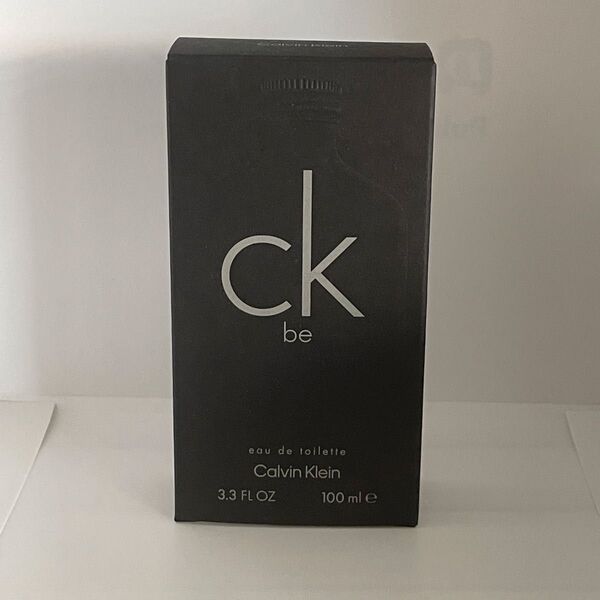 Calvin Klein
ck
be
eau de toilette
Calvin Klein
3.3 FL OZ 100 ml ℮